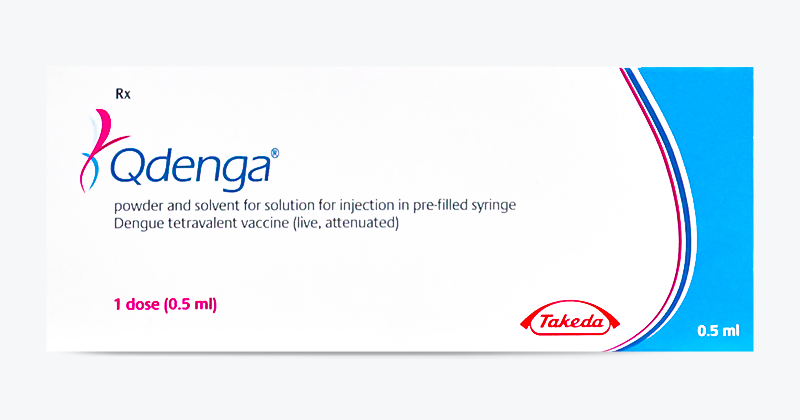 Rx
Qdenga®
powder and solvent for solution for injection in pre-filled syringe
Dengue tetravalent vaccine (live, attenuated)
1 dose (0.5 ml)
Takeda
0.5 ml